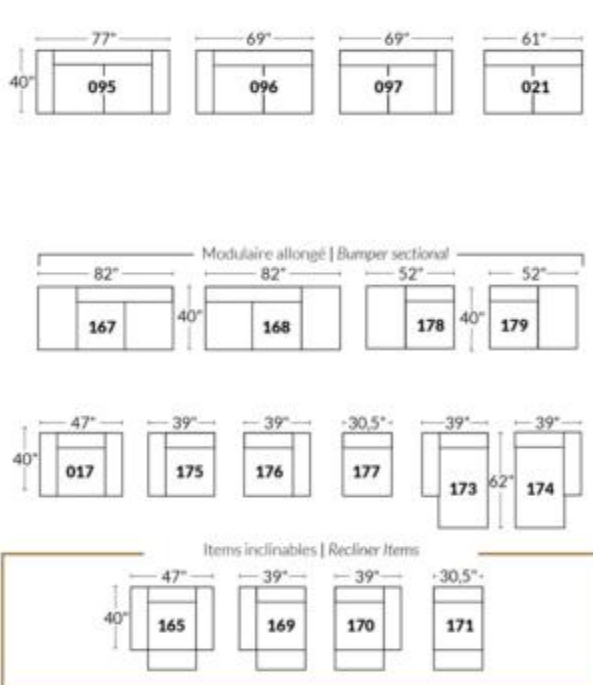 77" 69" 69" 61"
40" 095 096 097 021
Modulaire allongé | Bumper sectional
82" 82" 52" 52"
167 40" 168 178 40" 179
47" 39" 39" 30,5" 39" 39"
40" 017 175 176 177 173 62" 174
Items inclinables | Recliner Items
47" 39" 39" 30,5"
40" 165 169 170 171